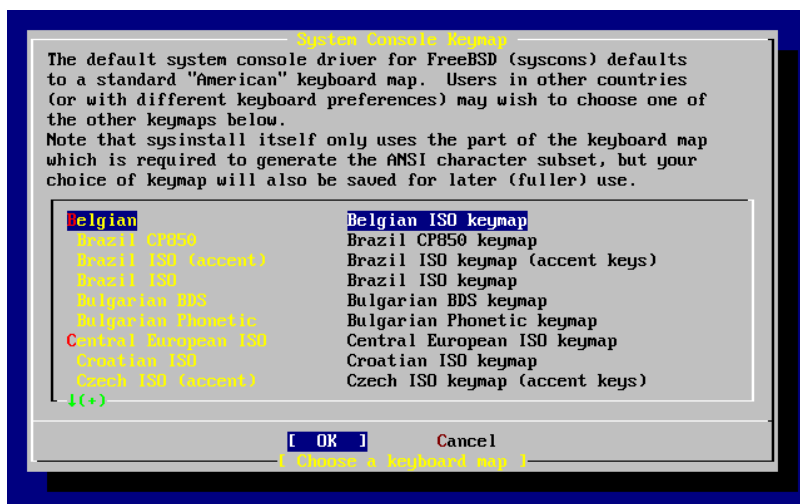 System Console Keymap
The default system console driver for FreeBSD (syscons) defaults
to a standard "American" keyboard map.  Users in other countries
(or with different keyboard preferences) may wish to choose one of
the other keymaps below.
Note that sysinstall itself only uses the part of the keyboard map
which is required to generate the ANSI character subset, but your
choice of keymap will also be saved for later (fuller) use.
Belgian Belgian ISO keymap
Brazil CP850 Brazil CP850 keymap
Brazil ISO (accent) Brazil ISO keymap (accent keys)
Brazil ISO Brazil ISO keymap
Bulgarian BDS Bulgarian BDS keymap
Bulgarian Phonetic Bulgarian Phonetic keymap
Central European ISO Central European ISO keymap
Croatian ISO Croatian ISO keymap
Czech ISO (accent) Czech ISO keymap (accent keys)
↓(+)
[ OK ] Cancel
[ Choose a keyboard map ]